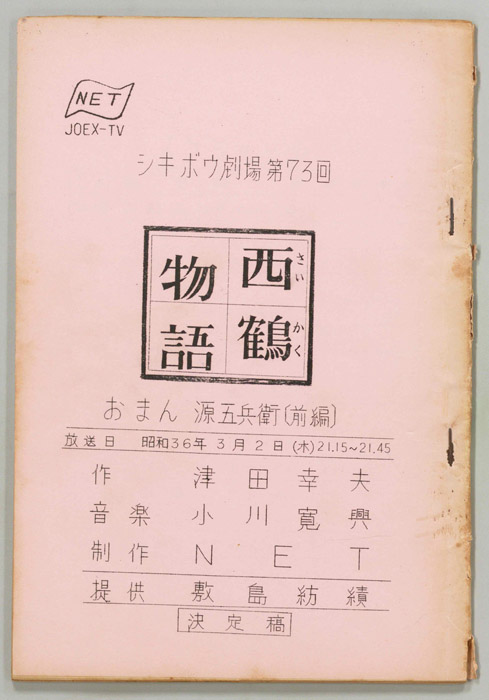 NET
JOEX-TV
シキボウ劇場第73回
西鶴
さいかく
物語
おまん 源五兵衛(前編)
放送日 昭和36年3月2日(木)21.15~21.45
作 津田幸夫
音楽 小川寛興
制作 NET
提供 敷島紡績
決定稿